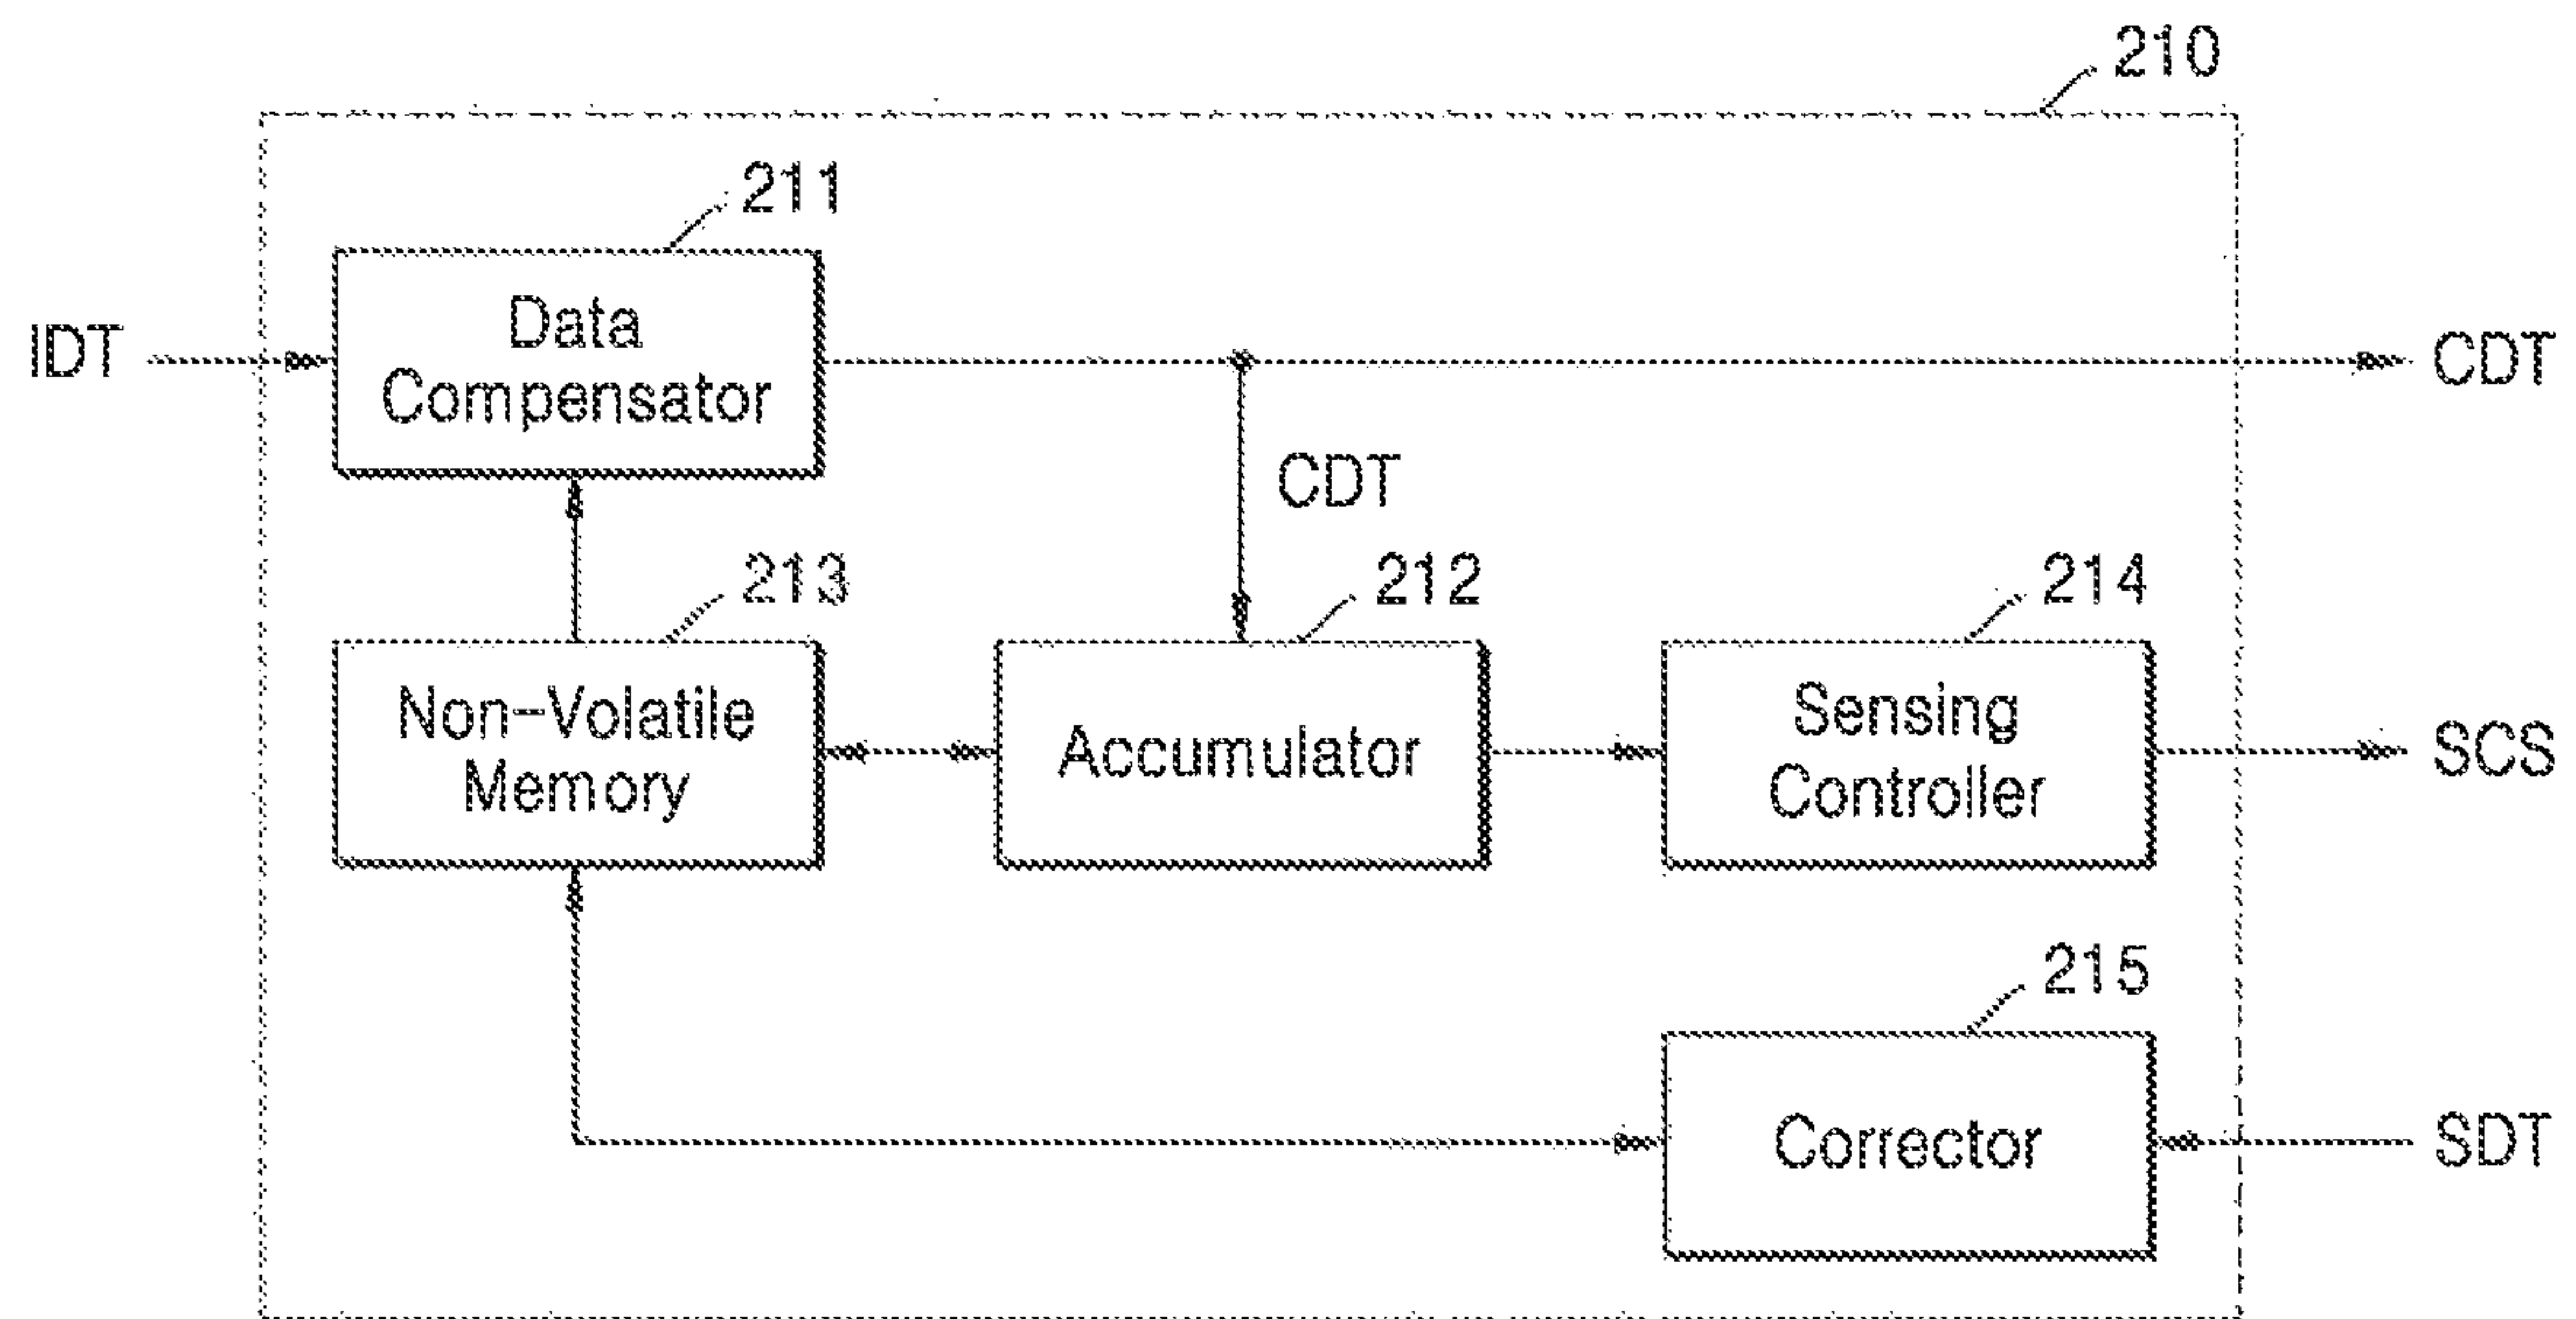 210
211
IDT
Data
Compensator
CDT
CDT
213
212
214
Non-Volatile
Memory
Accumulator
Sensing
Controller
SCS
215
Corrector
SDT